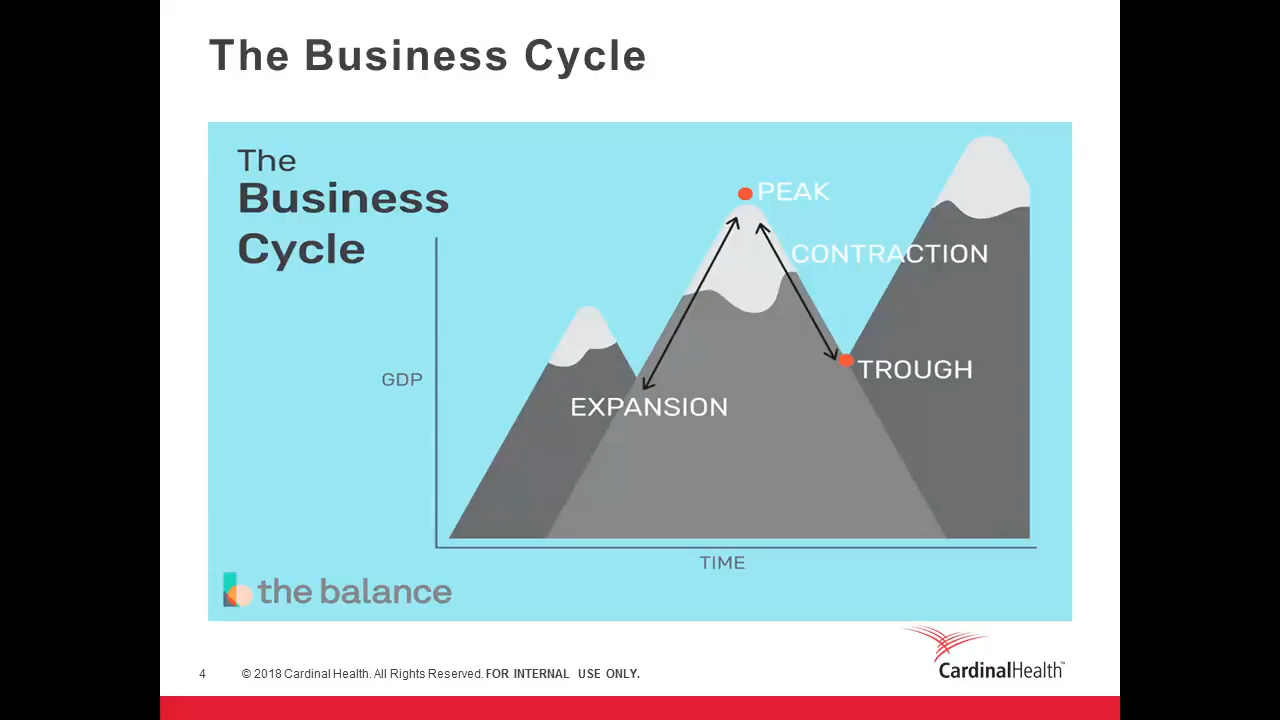 The Business Cycle
The
Business
Cycle
PEAK
CONTRACTION
TROUGH
GDP
EXPANSION
TIME
the balance
CardinalHealth™
4 © 2018 Cardinal Health. All Rights Reserved. FOR INTERNAL USE ONLY.